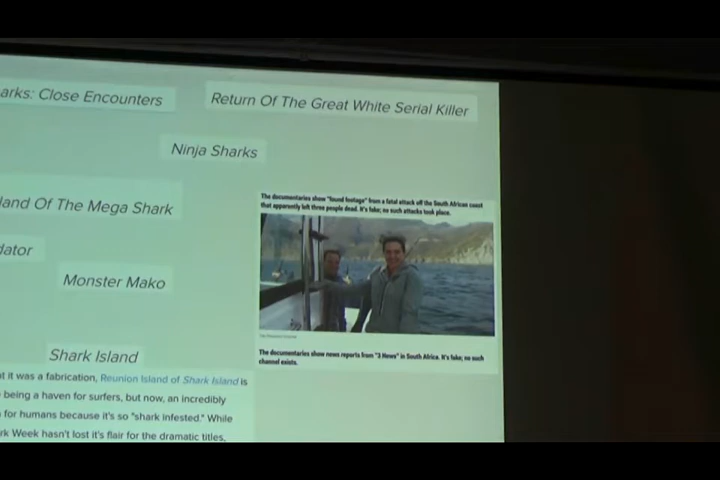 arks: Close Encounters
Return Of The Great White Serial Killer
Ninja Sharks
land Of The Mega Shark
The documentaries show "found footage" from a fatal attack off the South African coast
that apparently left three people dead. It's fake; no such attacks took place.
dator
Monster Mako
Shark Island
The documentaries show news reports from "3 News" in South Africa. It's fake; no such
channel exists.
t it was a fabrication, Reunion Island of Shark Island is
being a haven for surfers, but now, an incredibly
for humans because it's so "shark infested." While
rk Week hasn't lost it's flair for the dramatic titles.